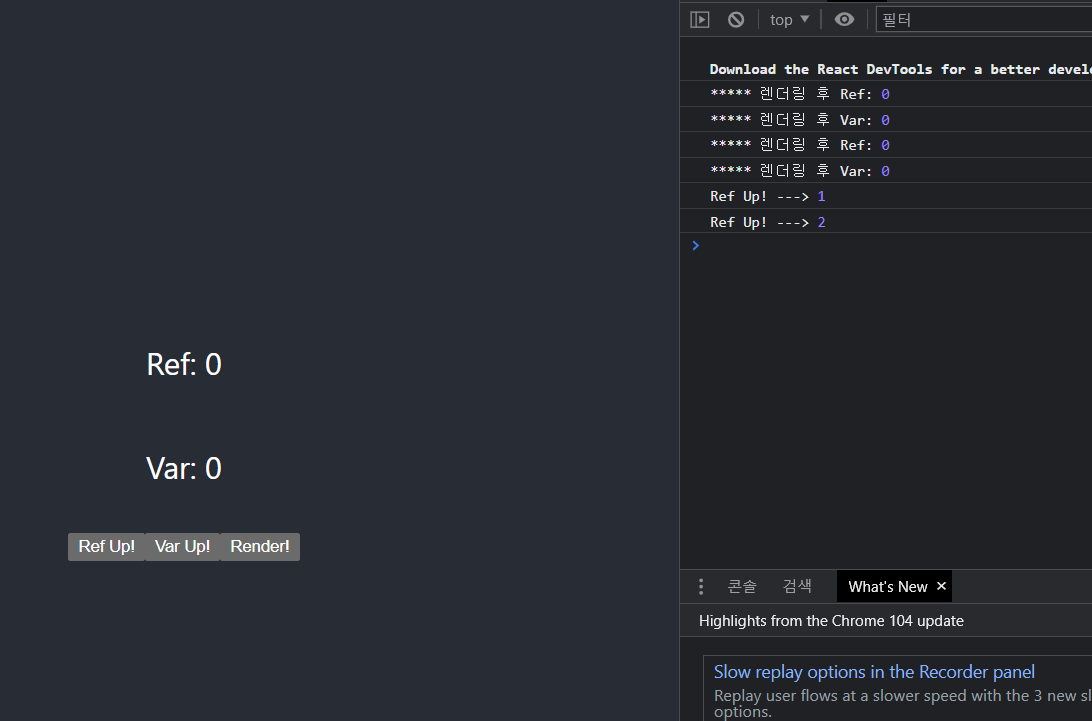 Ref: 0
Var: 0
Ref Up! Var Up! Render!
top ▼ 필터
Download the React DevTools for a better
***** 렌더링 후 Ref: 0
***** 렌더링 후 Var: 0
***** 렌더링 후 Ref: 0
***** 렌더링 후 Var: 0
Ref Up! ---> 1
Ref Up! ---> 2
>
콘솔 검색 What's New ×
Highlights from the Chrome 104 update
Slow replay options in the Recorder panel
Replay user flows at a slower speed with the 3 new
options.